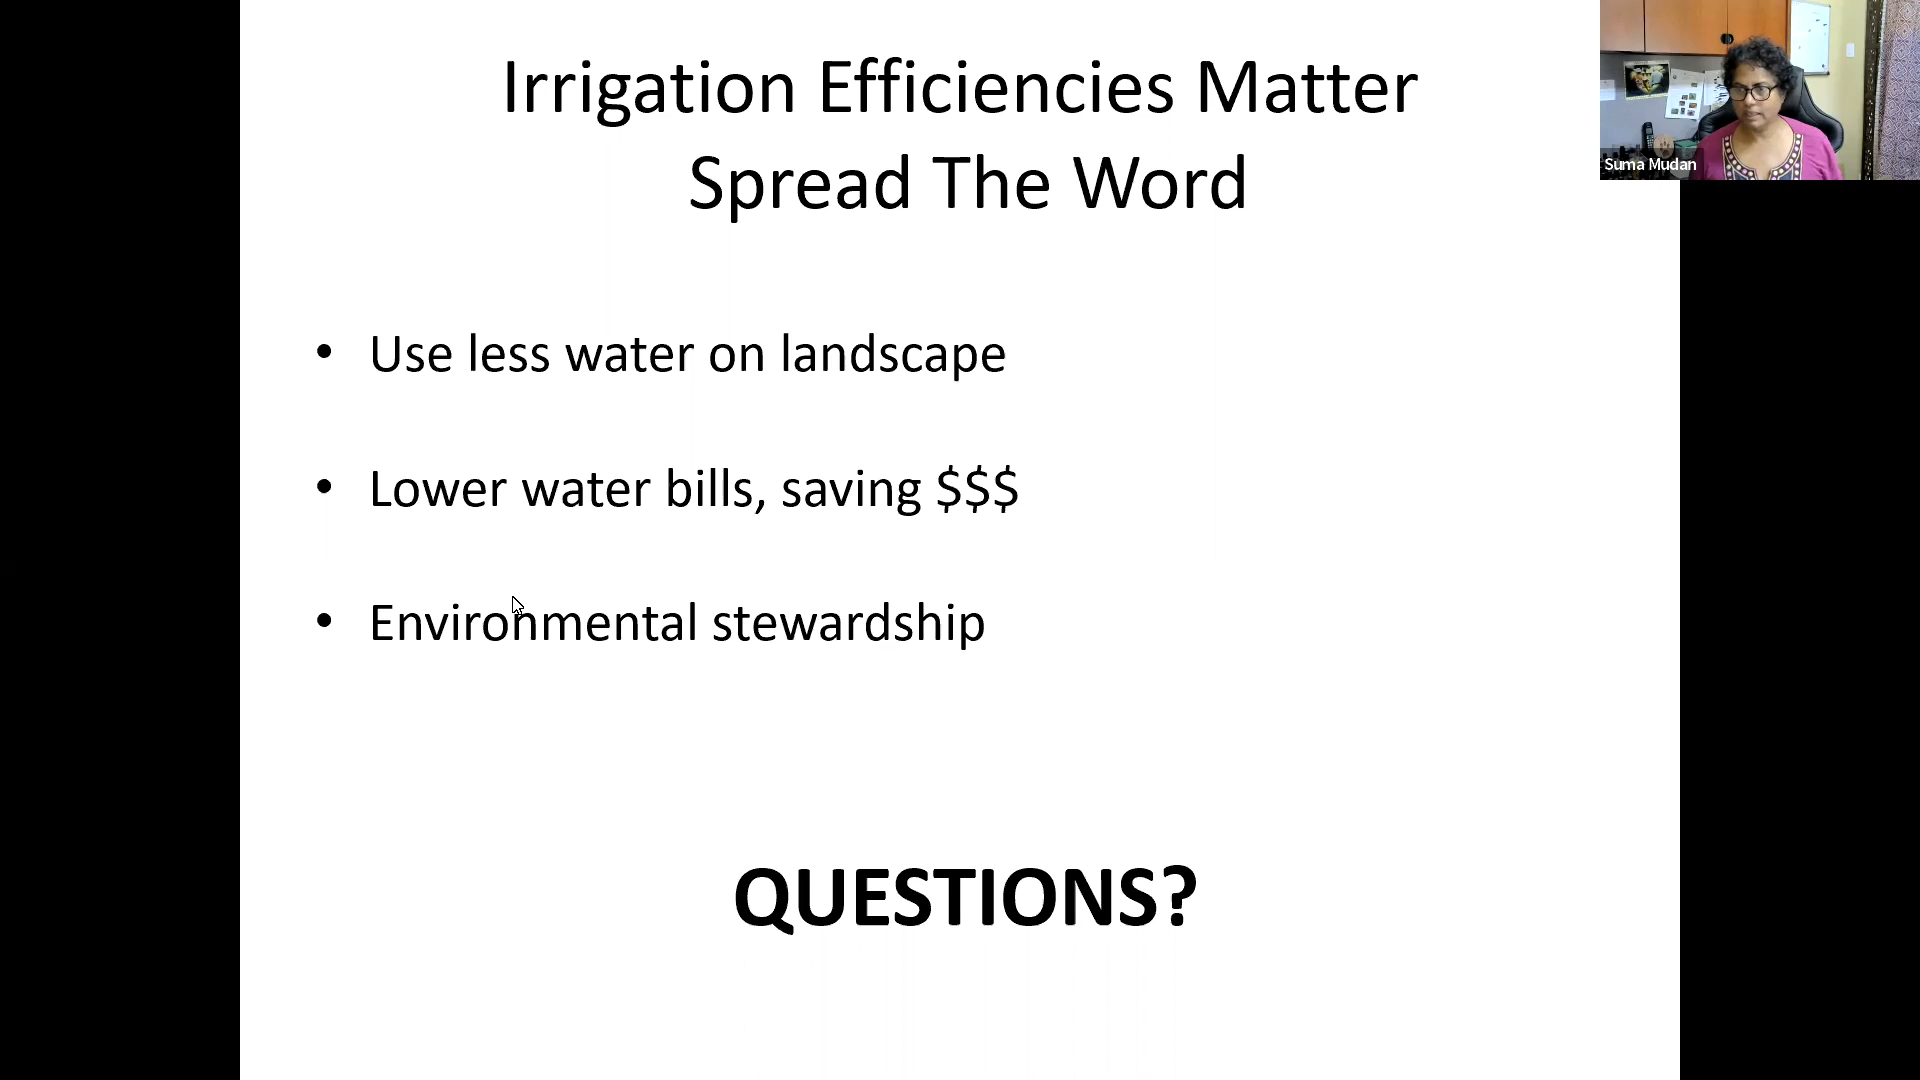 Irrigation Efficiencies Matter
Spread The Word
• Use less water on landscape
• Lower water bills, saving $$$
• Environmental stewardship
QUESTIONS?
Suma Mudan